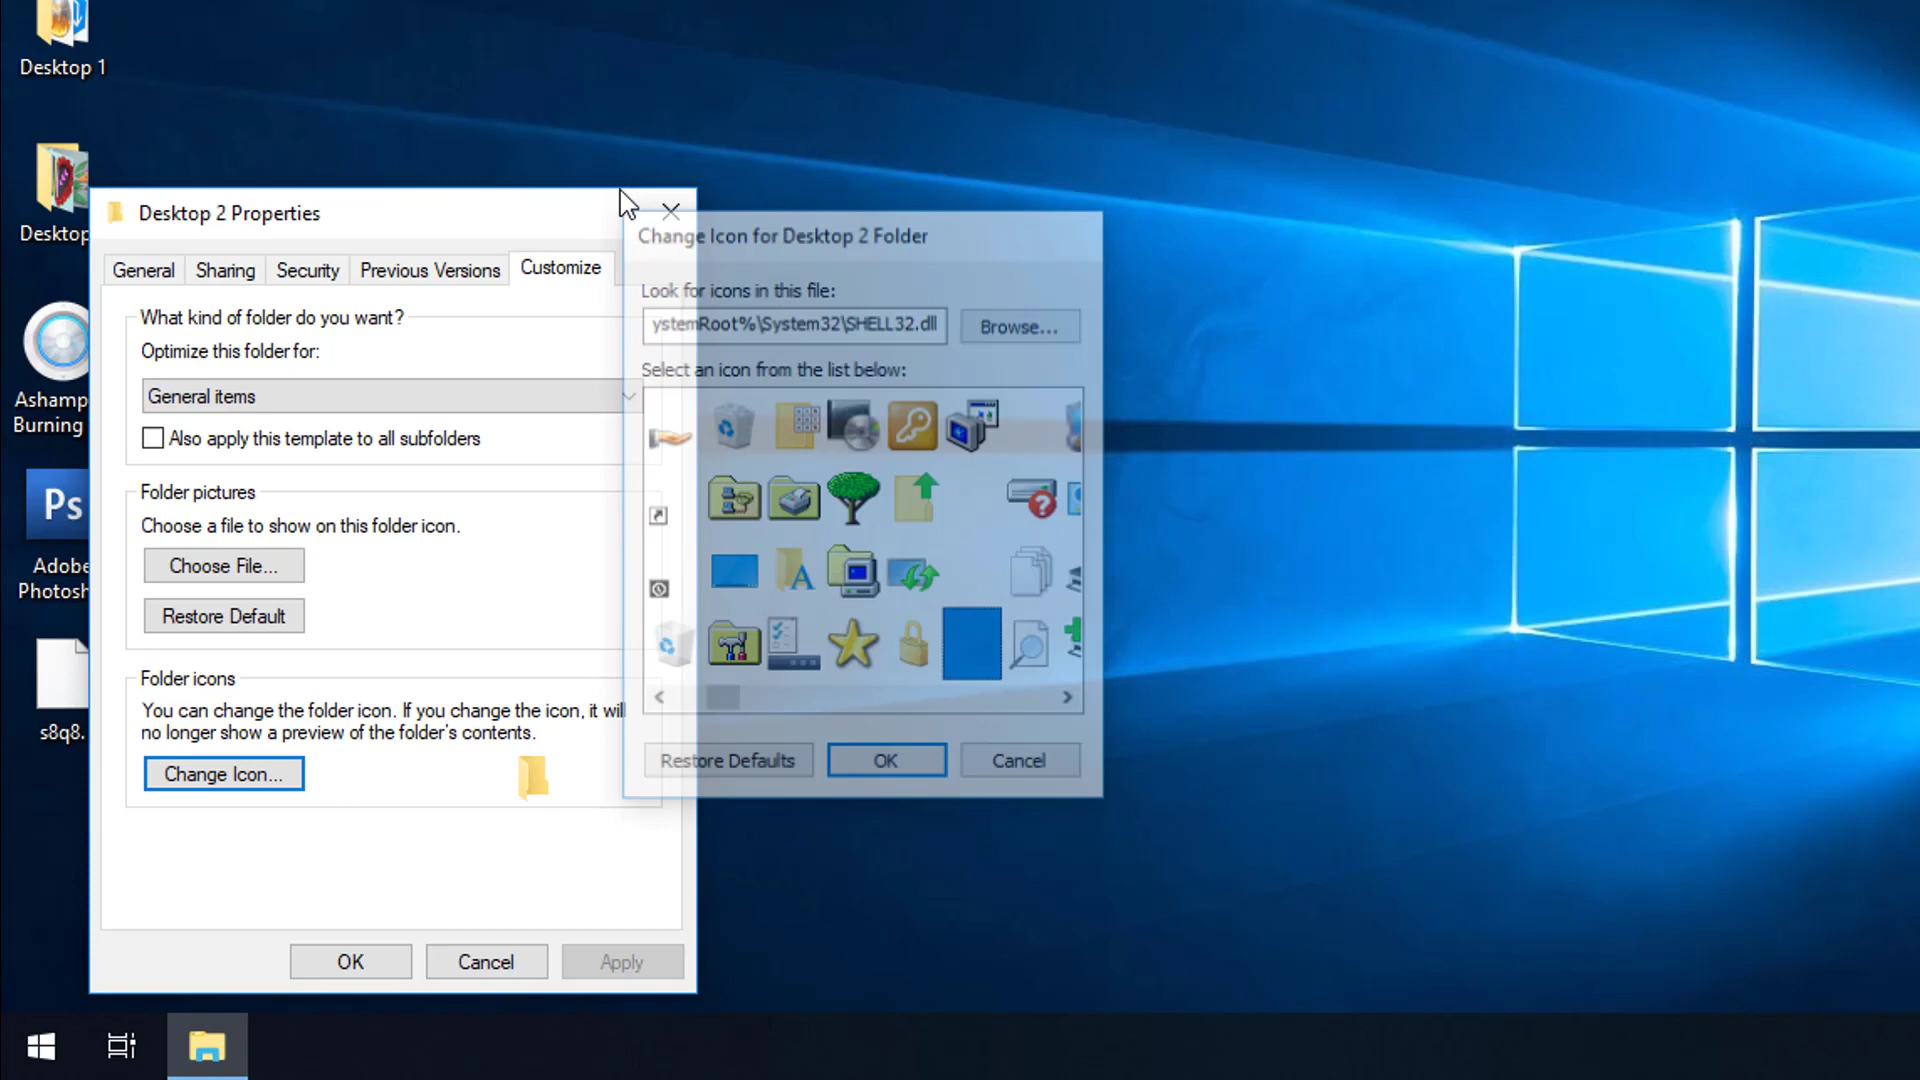 Desktop 1
Desktop
Ashamp
Burning
Ps
Adobe
Photosh
s8q8.
Desktop 2 Properties
General
Sharing
Security
Previous Versions
Customize
What kind of folder do you want?
Optimize this folder for:
General items
Also apply this template to all subfolders
Folder pictures
Choose a file to show on this folder icon.
Choose File...
Restore Default
Folder icons
You can change the folder icon. If you change the icon, it will
no longer show a preview of the folder's contents.
Change Icon...
OK
Cancel
Apply
Change Icon for Desktop 2 Folder
Look for icons in this file:
ystemRoot%\System32\SHELL32.dll
Browse...
Select an icon from the list below:
A
?
Restore Defaults
OK
Cancel